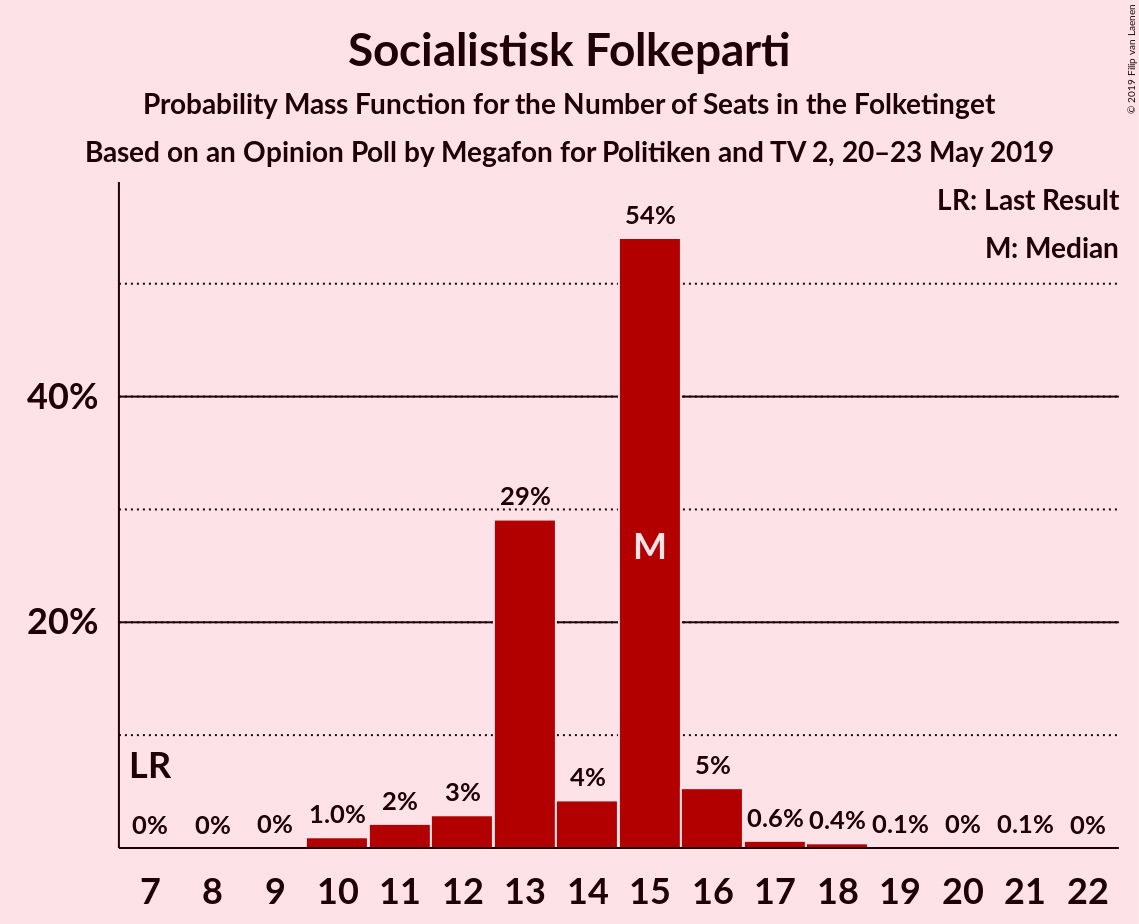 Socialistisk Folkeparti
Probability Mass Function for the Number of Seats in the Folketinget
Based on an Opinion Poll by Megafon for Politiken and TV 2, 20–23 May 2019
© 2019 Filip van Laenen
LR: Last Result
M: Median
40%
20%
LR
M
0% 0% 0% 1.0% 2% 3% 29% 4% 54% 5% 0.6% 0.4% 0.1% 0% 0.1% 0%
7 8 9 10 11 12 13 14 15 16 17 18 19 20 21 22